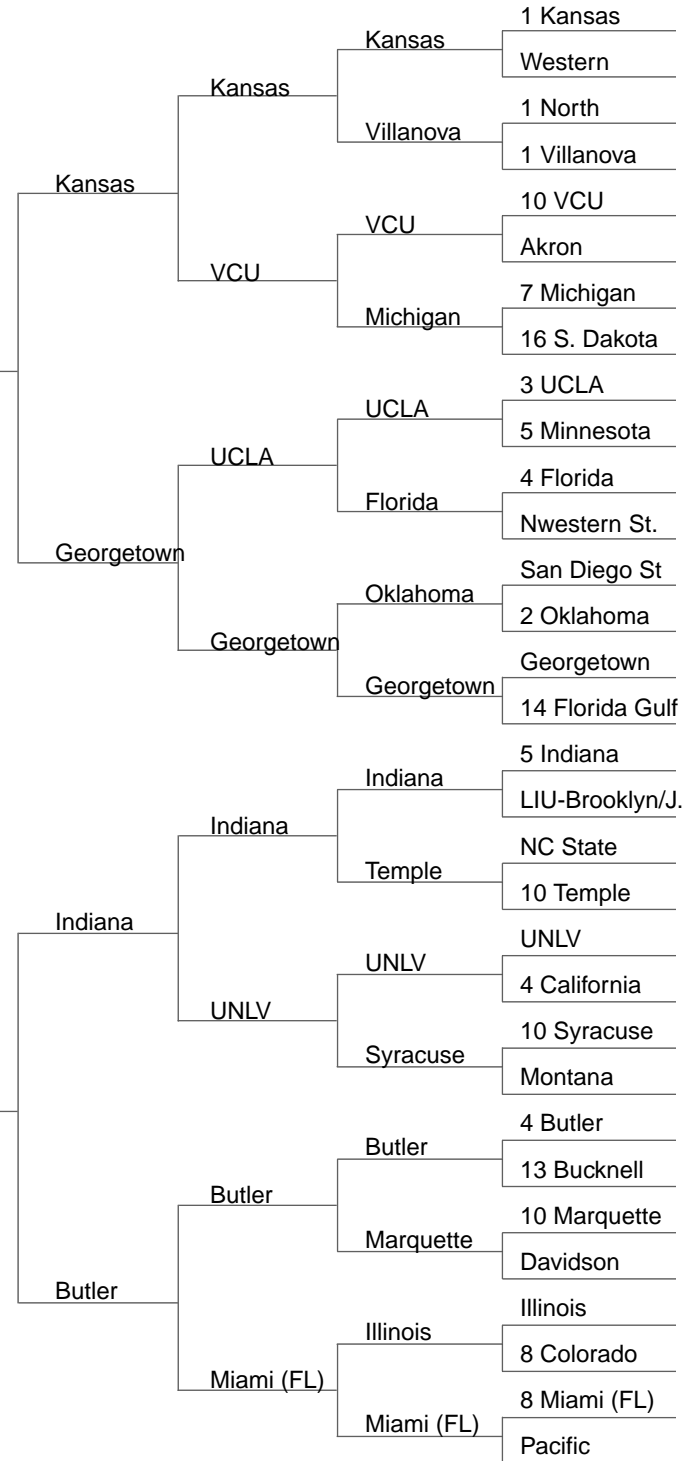 1 Kansas
Kansas
Western
Kansas
1 North
Villanova
1 Villanova
Kansas
10 VCU
VCU
Akron
VCU
7 Michigan
Michigan
16 S. Dakota
3 UCLA
UCLA
5 Minnesota
UCLA
4 Florida
Florida
Nwestern St.
Georgetown
San Diego St
Oklahoma
2 Oklahoma
Georgetown
Georgetown
Georgetown
14 Florida Gulf
5 Indiana
Indiana
LIU-Brooklyn/J.
Indiana
NC State
Temple
10 Temple
Indiana
UNLV
UNLV
4 California
UNLV
10 Syracuse
Syracuse
Montana
4 Butler
Butler
13 Bucknell
Butler
10 Marquette
Marquette
Davidson
Butler
Illinois
Illinois
8 Colorado
Miami (FL)
8 Miami (FL)
Miami (FL)
Pacific